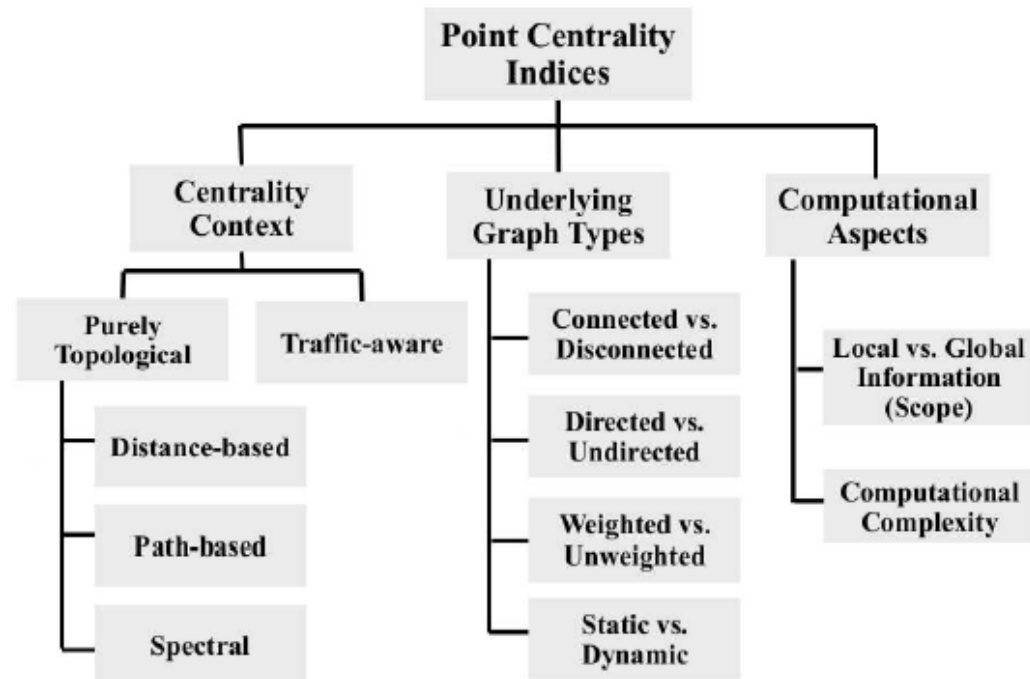 Point Centrality
Indices
Centrality
Context
Underlying
Graph Types
Computational
Aspects
Purely
Topological
Traffic-aware
Distance-based
Path-based
Spectral
Connected vs.
Disconnected
Directed vs.
Undirected
Weighted vs.
Unweighted
Static vs.
Dynamic
Local vs. Global
Information
(Scope)
Computational
Complexity